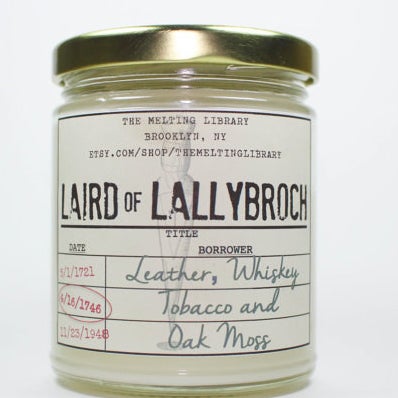 THE MELTING LIBRARY
BROOKLYN, NY
ETSY.COM/SHOP/THEMELTINGLIBRARY
LAIRD OF LALLYBROCH
TITLE
DATE BORROWER
5/1/1721 Leather, Whiskey
4/16/1746 Tobacco and
11/23/1948 Oak Moss